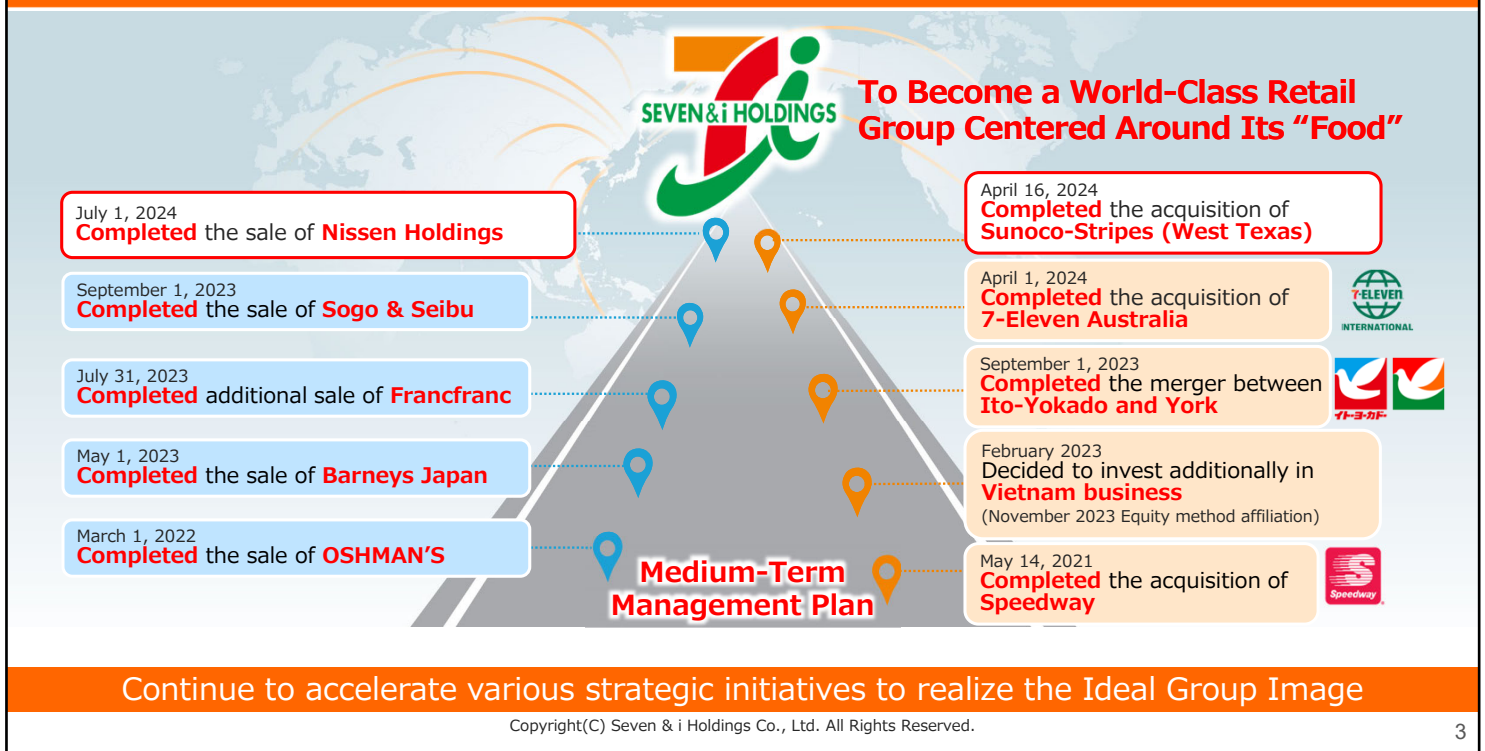 SEVEN&i HOLDINGS
To Become a World-Class Retail
Group Centered Around Its “Food”
July 1, 2024
Completed the sale of Nissen Holdings
September 1, 2023
Completed the sale of Sogo & Seibu
July 31, 2023
Completed additional sale of Francfranc
May 1, 2023
Completed the sale of Barneys Japan
March 1, 2022
Completed the sale of OSHMAN’S
April 16, 2024
Completed the acquisition of
Sunoco-Stripes (West Texas)
April 1, 2024
Completed the acquisition of
7-Eleven Australia
7-ELEVEn
INTERNATIONAL
September 1, 2023
Completed the merger between
Ito-Yokado and York
イトーヨーカドー
February 2023
Decided to invest additionally in
Vietnam business
(November 2023 Equity method affiliation)
May 14, 2021
Completed the acquisition of
Speedway
S
Speedway
Medium-Term
Management Plan
Continue to accelerate various strategic initiatives to realize the Ideal Group Image
Copyright(C) Seven & i Holdings Co., Ltd. All Rights Reserved.
3